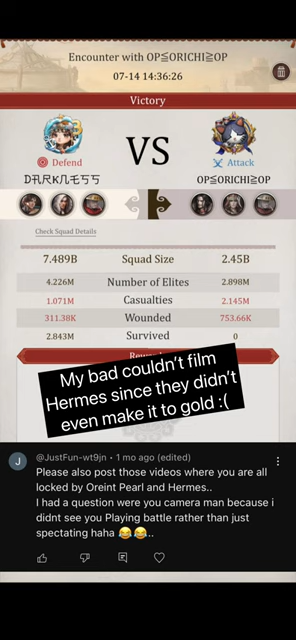 Encounter with OP≦ORICHI≧OP
07-14 14:36:26
Victory
VS
Defend
Attack
OP≦ORICHI≧OP
Check Squad Details
7.489B Squad Size 2.45B
4.226M Number of Elites 2.898M
1.071M Casualties 2.145M
311.38K Wounded 753.66K
2.843M Survived 0
My bad couldn't film
Hermes since they didn't
even make it to gold :(
J
@JustFun-wt9jn • 1 mo ago (edited)
Please also post those videos where you are all
locked by Oreint Pearl and Hermes..
I had a question were you camera man because i
didnt see you Playing battle rather than just
spectating haha 😂😂..